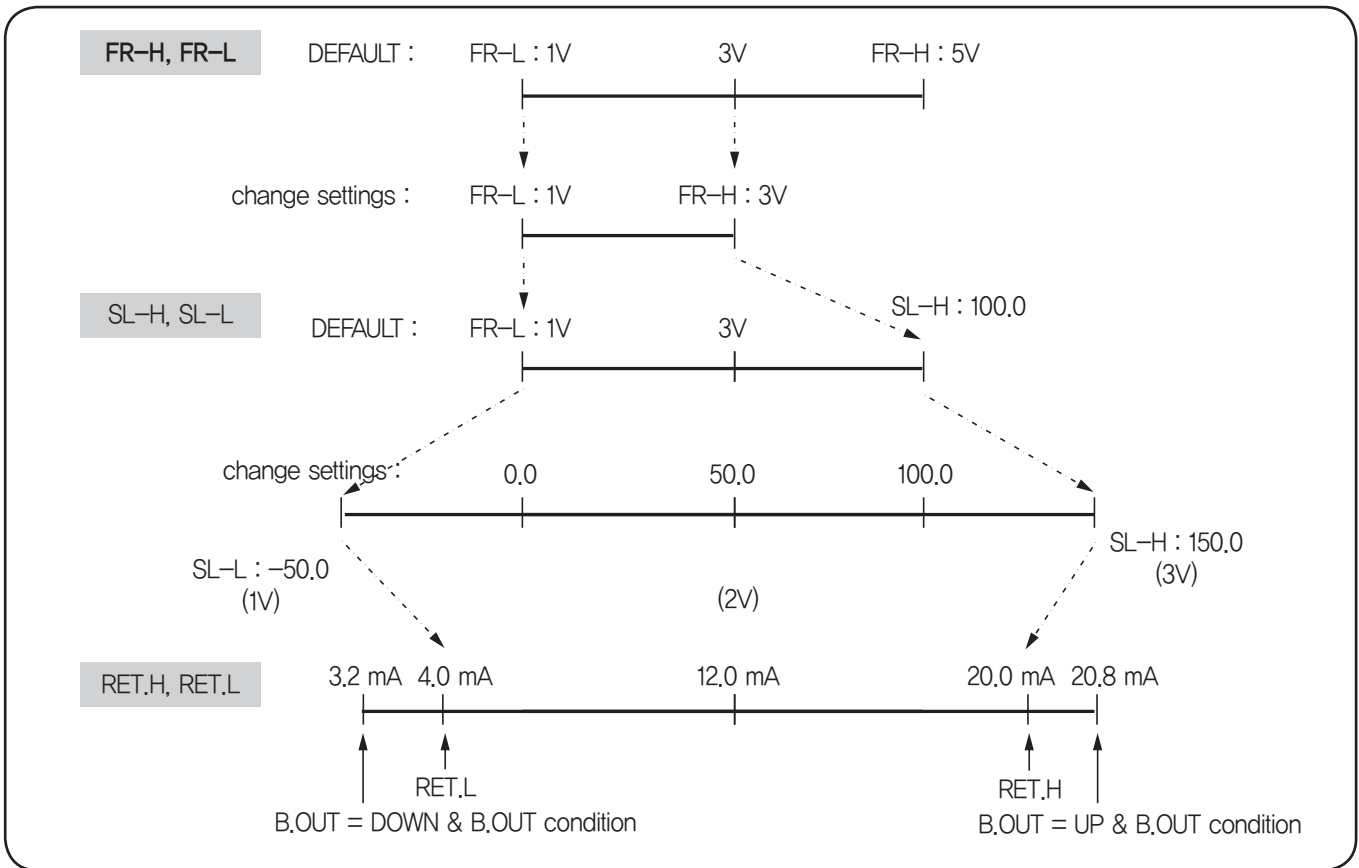 FR-H, FR-L DEFAULT : FR-L : 1V 3V FR-H : 5V
change settings : FR-L : 1V FR-H : 3V
SL-H : 100.0
SL-H, SL-L DEFAULT : FR-L : 1V 3V
change settings : 0.0 50.0 100.0
SL-H : 150.0
(3V)
SL-L : -50.0
(1V) (2V)
RET.H, RET.L 3.2 mA 4.0 mA 12.0 mA 20.0 mA 20.8 mA
RET.L RET.H
B.OUT = DOWN & B.OUT condition B.OUT = UP & B.OUT condition